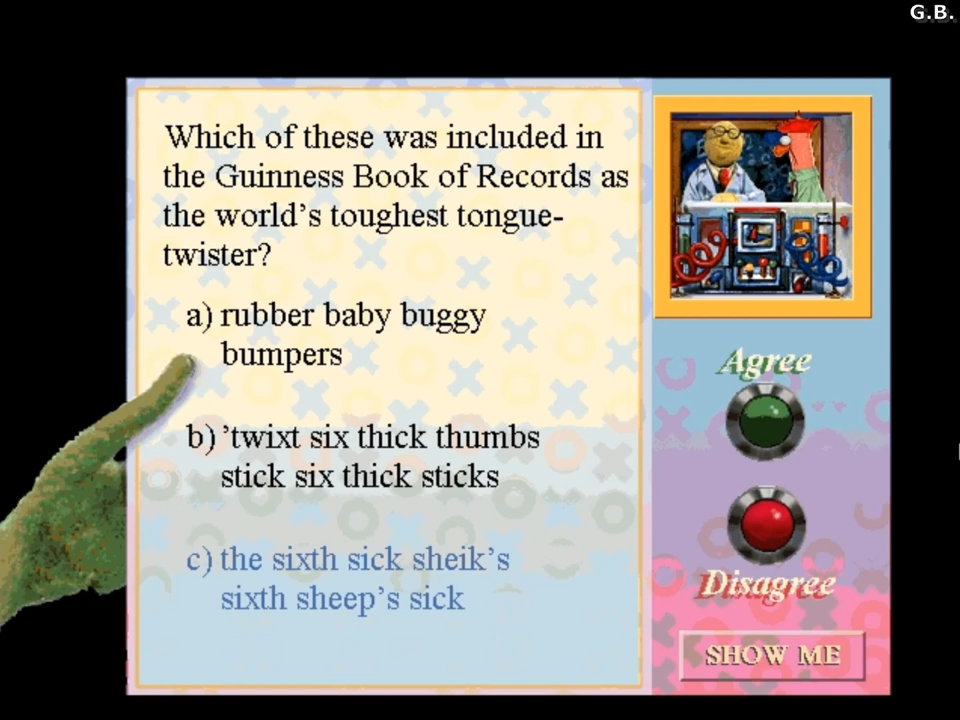 G.B.
Which of these was included in
the Guinness Book of Records as
the world's toughest tongue-
twister?
a) rubber baby buggy
bumpers
b) 'twixt six thick thumbs
stick six thick sticks
c) the sixth sick sheik's
sixth sheep's sick
Agree
Disagree
SHOW ME